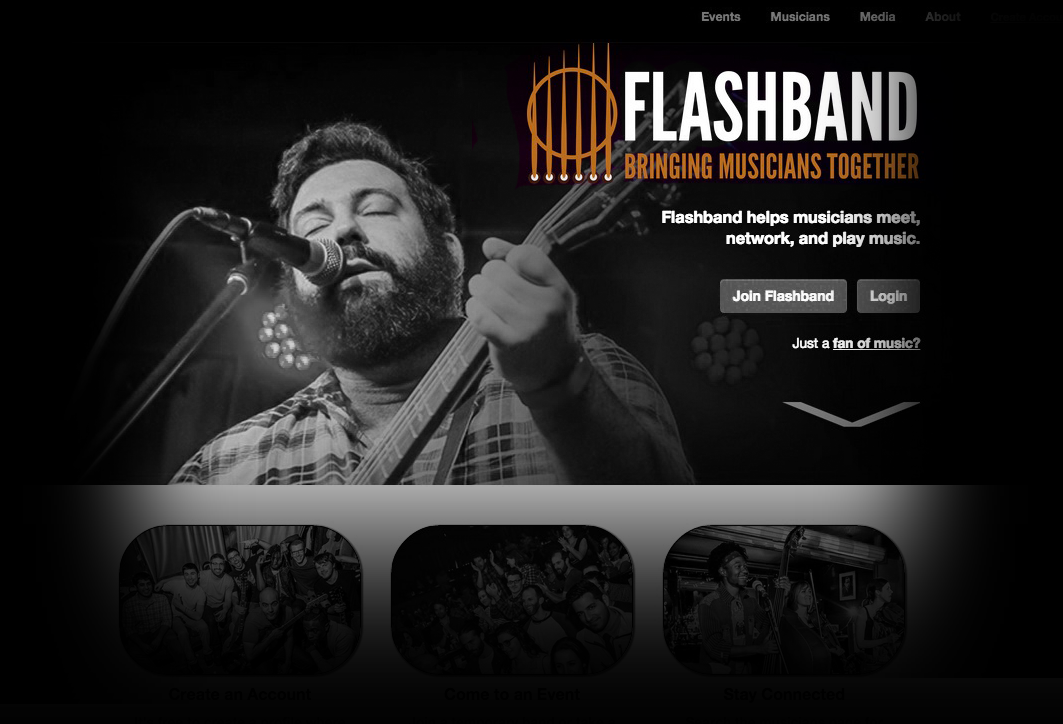 Events Musicians Media About
FLASHBAND
BRINGING MUSICIANS TOGETHER
Flashband helps musicians meet,
network, and play music.
Join Flashband Login
Just a fan of music?
Create an Account Come to an Event Stay Connected